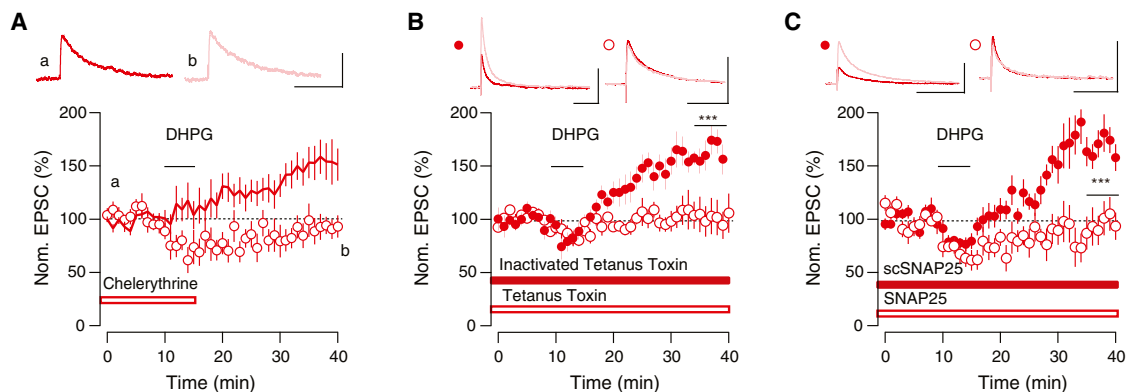 A
a
b
200
150
100
50
0
Nom. EPSC (%)
DHPG
a
b
Chelerythrine
0 10 20 30 40
Time (min)
B
200
150
100
50
0
Nom. EPSC (%)
DHPG
***
Inactivated Tetanus Toxin
Tetanus Toxin
0 10 20 30 40
Time (min)
C
200
150
100
50
0
Nom. EPSC (%)
DHPG
***
scSNAP25
SNAP25
0 10 20 30 40
Time (min)